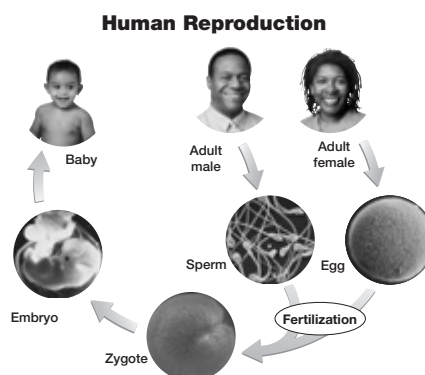 Human Reproduction
Baby
Adult
male
Adult
female
Sperm
Egg
Fertilization
Embryo
Zygote